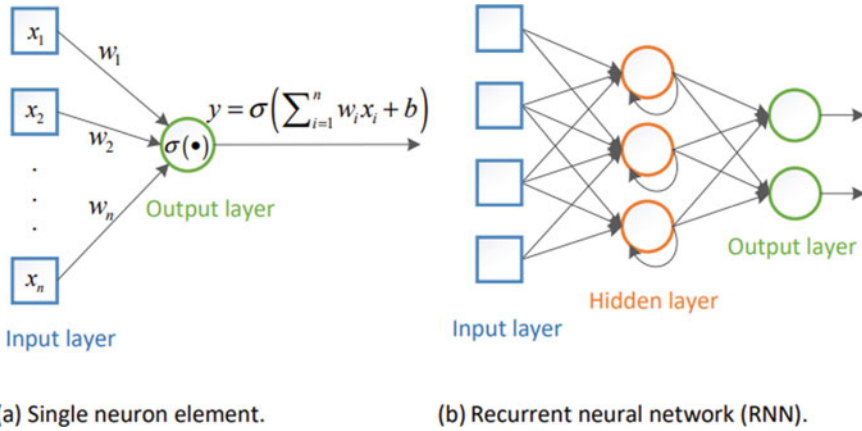 x₁
w₁
x₂
w₂
σ(•)
y = σ(∑ⁿᵢ₌₁ wᵢxᵢ + b)
.
.
.
wₙ
Output layer
xₙ
Input layer
(a) Single neuron element.
Hidden layer
Output layer
Input layer
(b) Recurrent neural network (RNN).